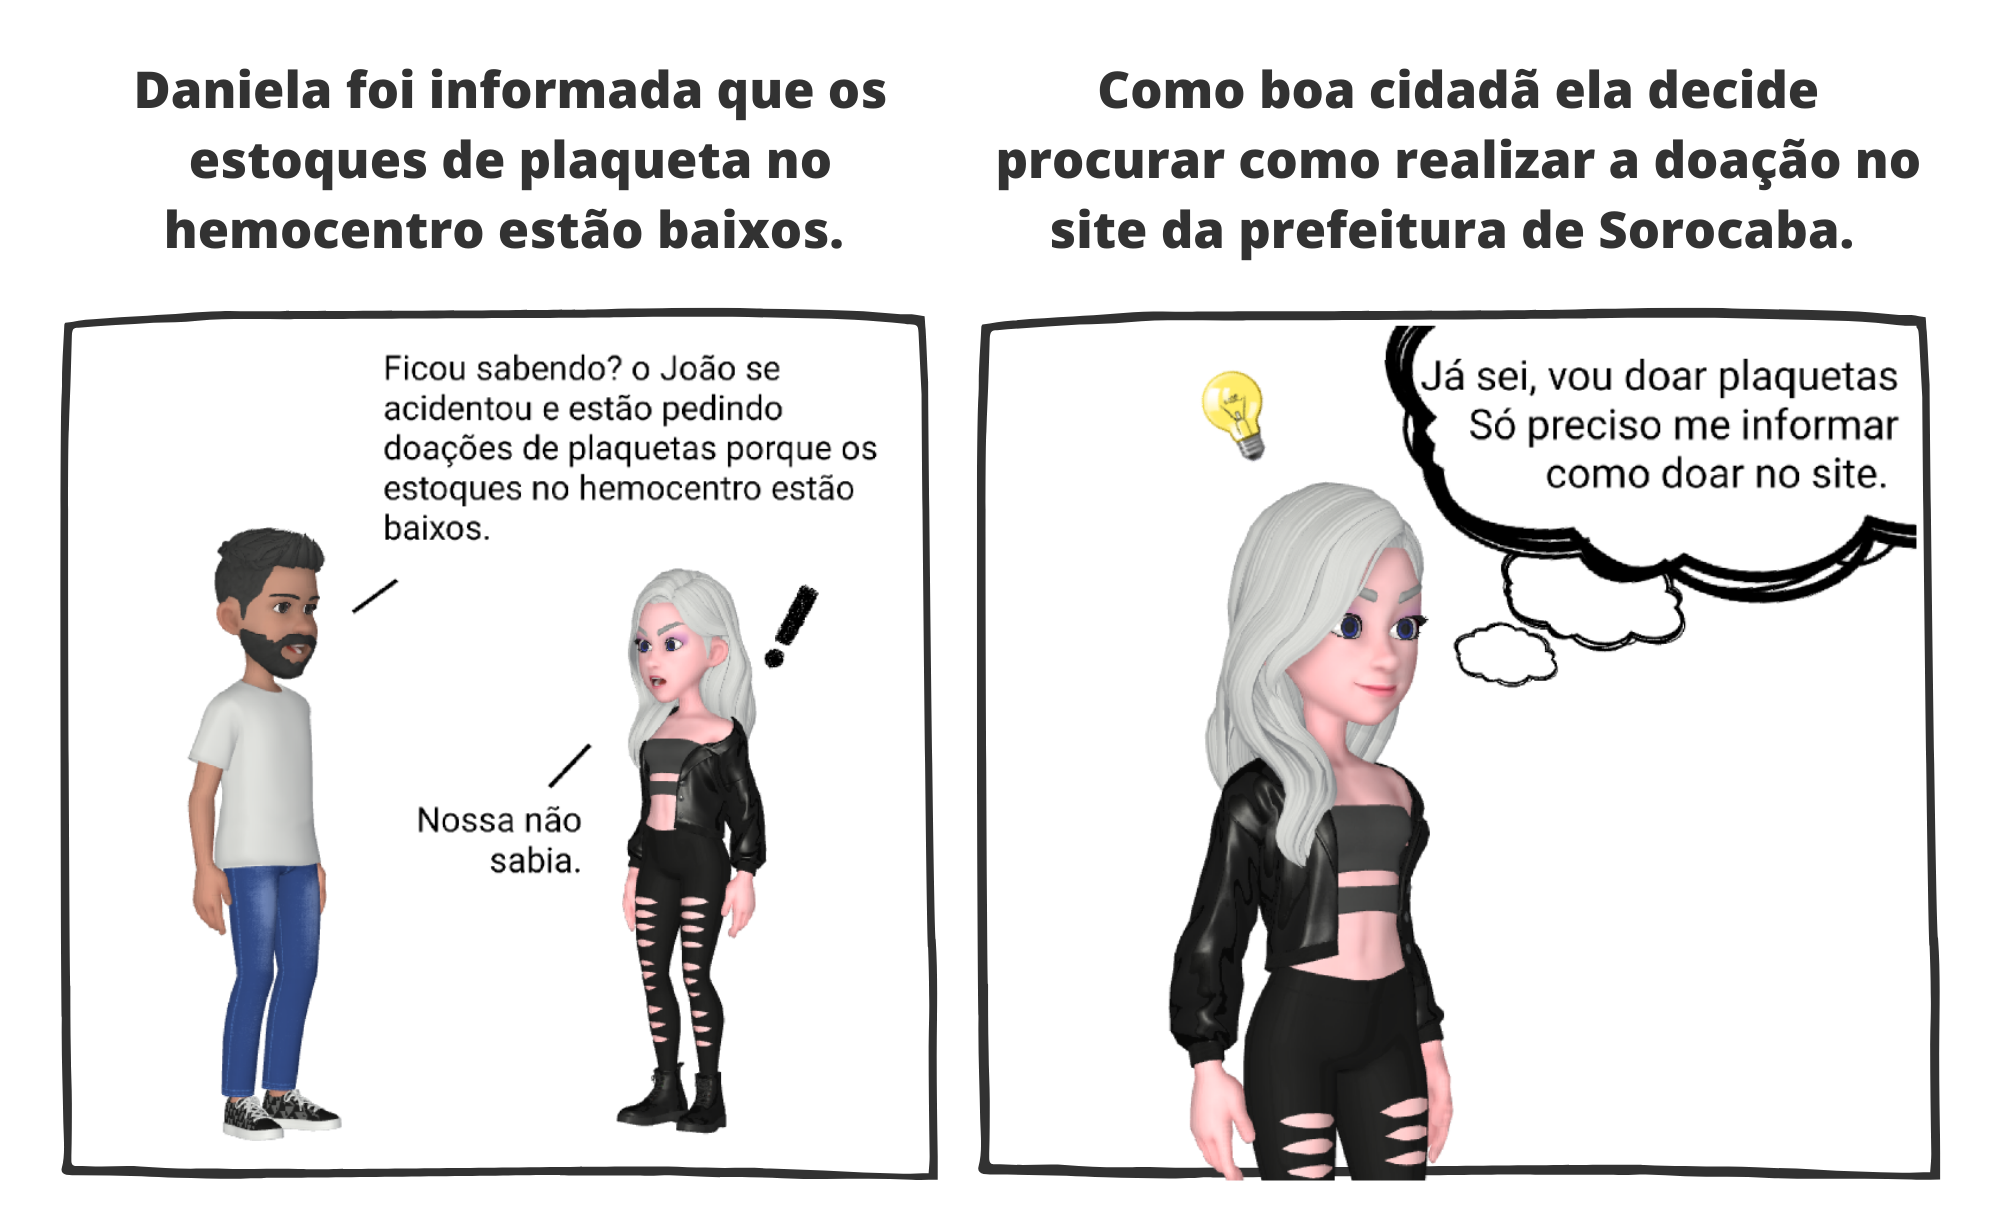 Daniela foi informada que os
estoques de plaqueta no
hemocentro estão baixos.
Como boa cidadã ela decide
procurar como realizar a doação no
site da prefeitura de Sorocaba.
Ficou sabendo? o João se
acidentou e estão pedindo
doações de plaquetas porque os
estoques no hemocentro estão
baixos.
Nossa não
sabia.
Já sei, vou doar plaquetas
Só preciso me informar
como doar no site.